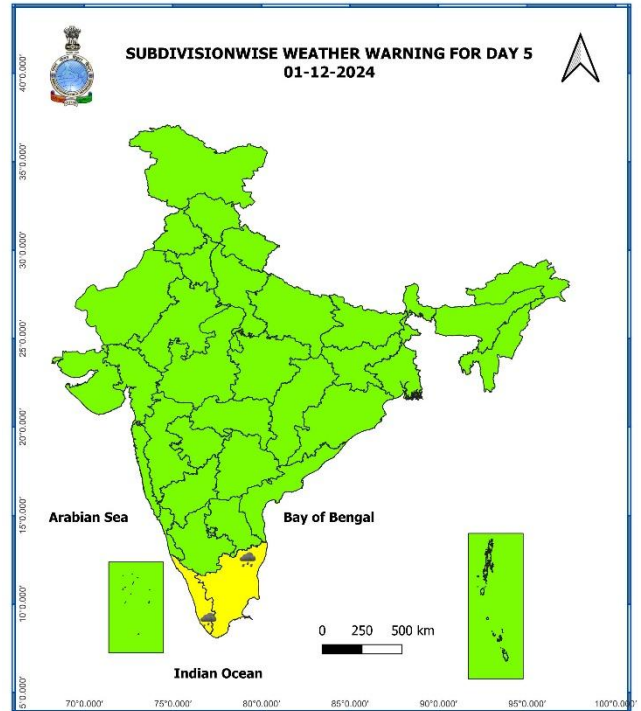 SUBDIVISIONWISE WEATHER WARNING FOR DAY 5
01-12-2024
40°0.000'
35°0.000'
30°0.000'
25°0.000'
20°0.000'
15°0.000'
10°0.000'
5°0.000'
Arabian Sea
Bay of Bengal
0 250 500 km
Indian Ocean
70°0.000' 75°0.000' 80°0.000' 85°0.000' 90°0.000' 95°0.000' 100°0.000'